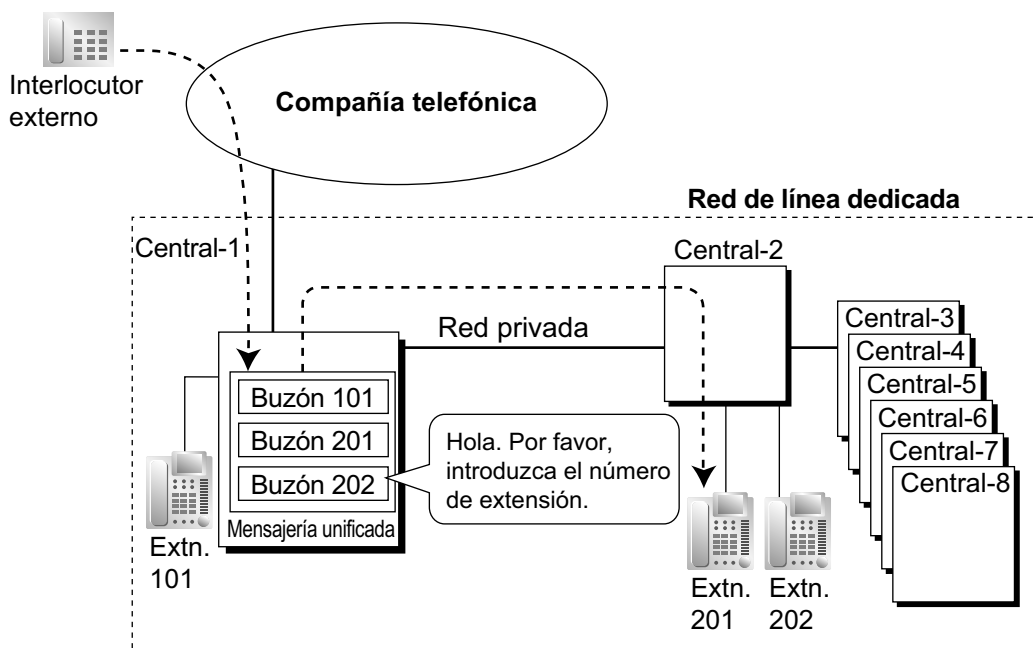 Interlocutor
externo
Compañía telefónica
Red de línea dedicada
Central-1
Central-2
Red privada
Central-3
Central-4
Central-5
Central-6
Central-7
Central-8
Buzón 101
Buzón 201
Buzón 202
Mensajería unificada
Hola. Por favor,
introduzca el número
de extensión.
Extn.
101
Extn.
201
Extn.
202